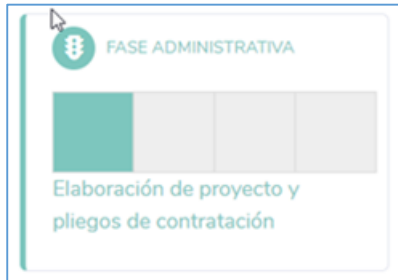 FASE ADMINISTRATIVA
Elaboración de proyecto y
pliegos de contratación